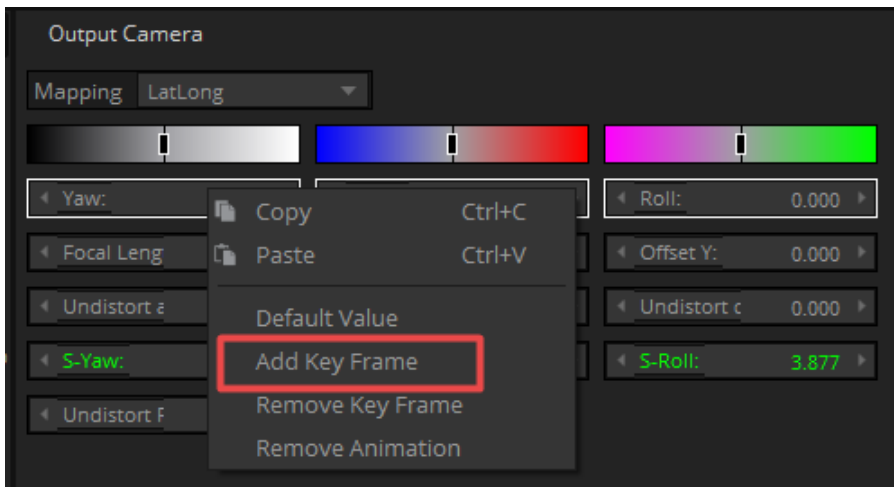 Output Camera
Mapping LatLong
Yaw: Roll: 0.000
Copy Ctrl+C
Focal Leng Offset Y: 0.000
Paste Ctrl+V
Undistort a Undistort c 0.000
Default Value
S-Yaw: Add Key Frame S-Roll: 3.877
Remove Key Frame
Undistort F
Remove Animation